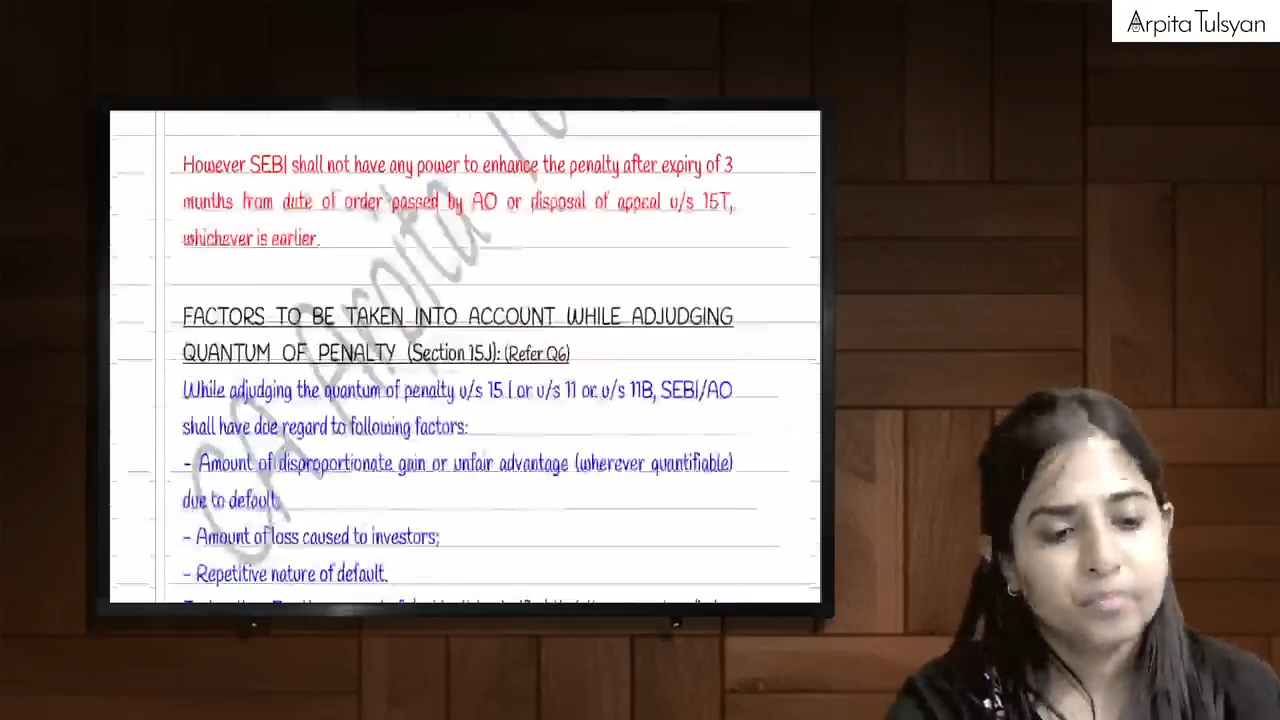 Arpita Tulsyan
However SEBI shall not have any power to enhance the penalty after expiry of 3
munths from date of order passed by AO or disposal of appeal u/s 15T,
whichever is earlier.
FACTORS TO BE TAKEN INTO ACCOUNT WHILE ADJUDGING
QUANTUM OF PENALTY (Section 15J): (Refer Q6)
While adjudging the quantum of penalty u/s 15 I or u/s 11 or u/s 11B, SEBI/AO
shall have due regard to following factors:
- Amount of disproportionate gain or unfair advantage (wherever quantifiable)
due to default.
- Amount of loss caused to investors;
- Repetitive nature of default.
CA Arpita